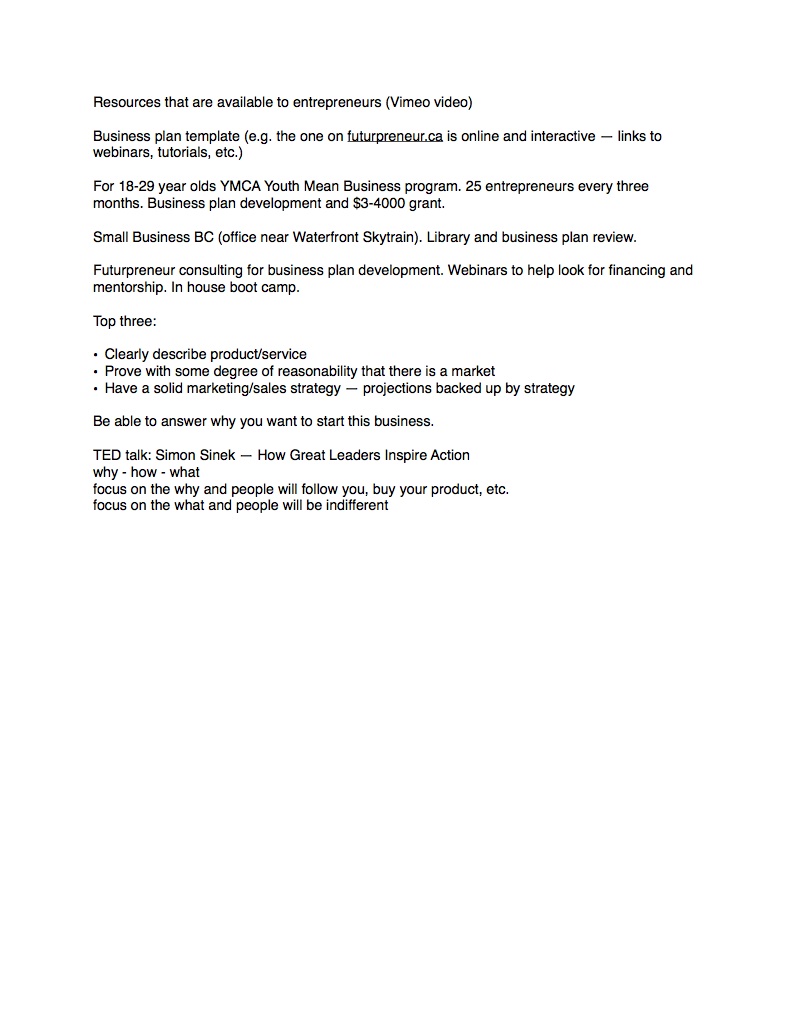 Resources that are available to entrepreneurs (Vimeo video)
Business plan template (e.g. the one on futurpreneur.ca is online and interactive — links to
webinars, tutorials, etc.)
For 18-29 year olds YMCA Youth Mean Business program. 25 entrepreneurs every three
months. Business plan development and $3-4000 grant.
Small Business BC (office near Waterfront Skytrain). Library and business plan review.
Futurpreneur consulting for business plan development. Webinars to help look for financing and
mentorship. In house boot camp.
Top three:
• Clearly describe product/service
• Prove with some degree of reasonability that there is a market
• Have a solid marketing/sales strategy — projections backed up by strategy
Be able to answer why you want to start this business.
TED talk: Simon Sinek — How Great Leaders Inspire Action
why - how - what
focus on the why and people will follow you, buy your product, etc.
focus on the what and people will be indifferent